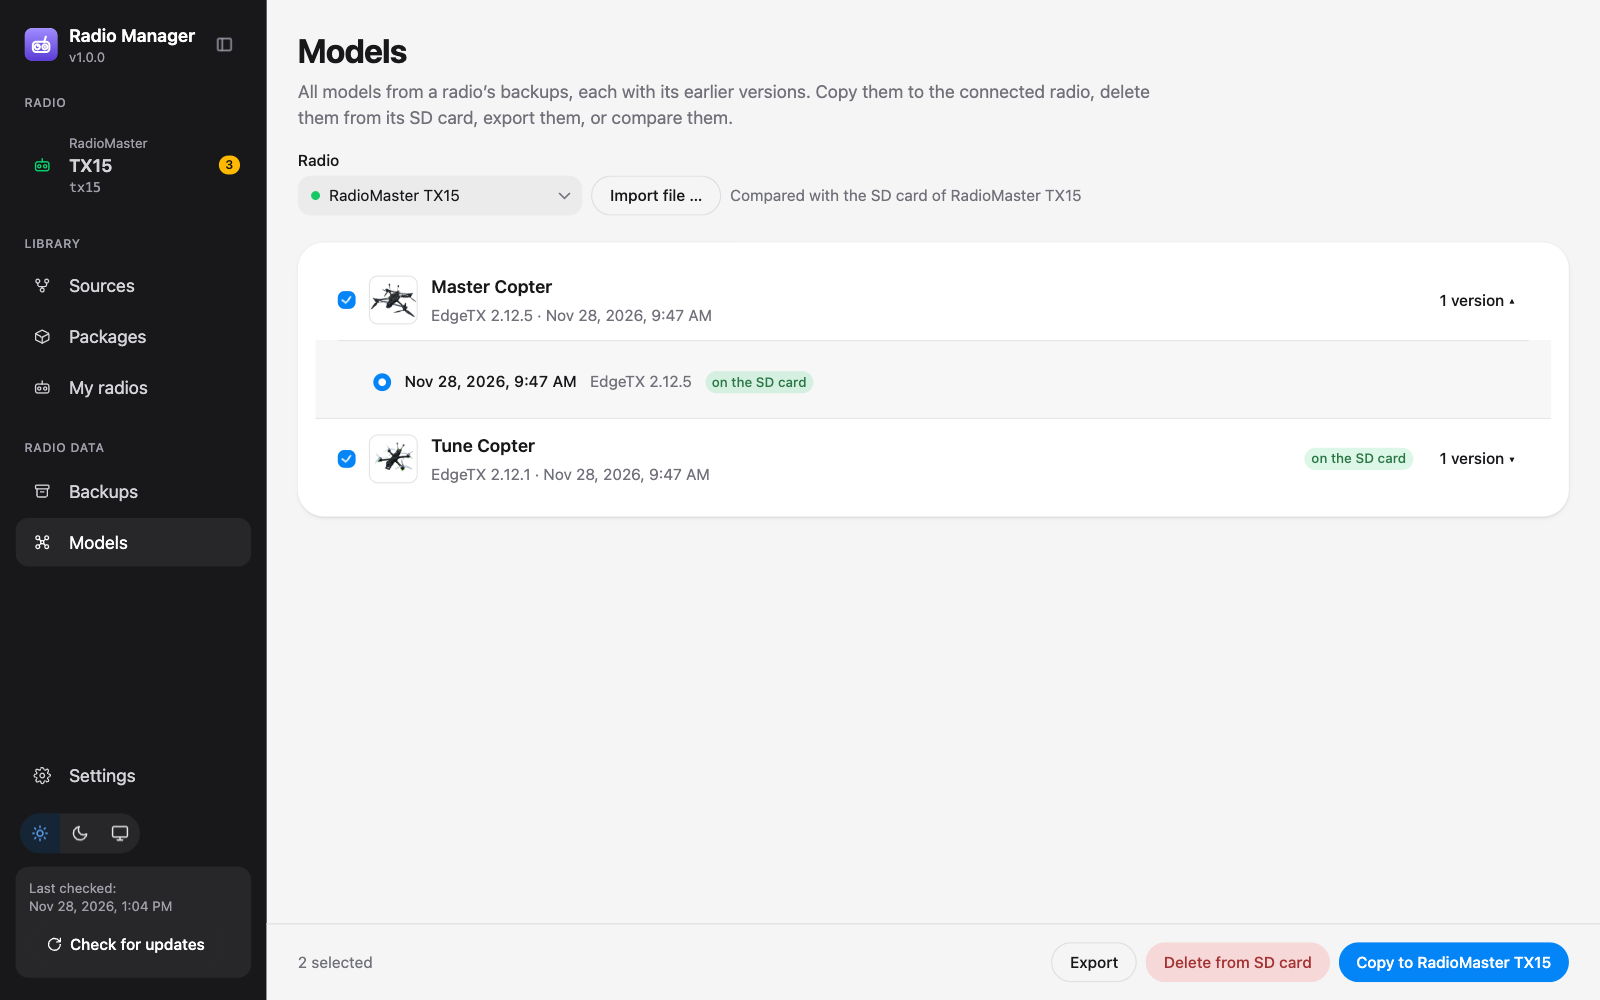 Radio Manager
v1.0.0
RADIO
RadioMaster
TX15
tx15
3
LIBRARY
Sources
Packages
My radios
RADIO DATA
Backups
Models
Settings
Last checked:
Nov 28, 2026, 1:04 PM
Check for updates
Models
All models from a radio’s backups, each with its earlier versions. Copy them to the connected radio, delete
them from its SD card, export them, or compare them.
Radio
RadioMaster TX15
Import file ...
Compared with the SD card of RadioMaster TX15
Master Copter
EdgeTX 2.12.5 · Nov 28, 2026, 9:47 AM
1 version
Nov 28, 2026, 9:47 AM EdgeTX 2.12.5 on the SD card
Tune Copter
EdgeTX 2.12.1 · Nov 28, 2026, 9:47 AM
on the SD card
1 version
2 selected
Export
Delete from SD card
Copy to RadioMaster TX15